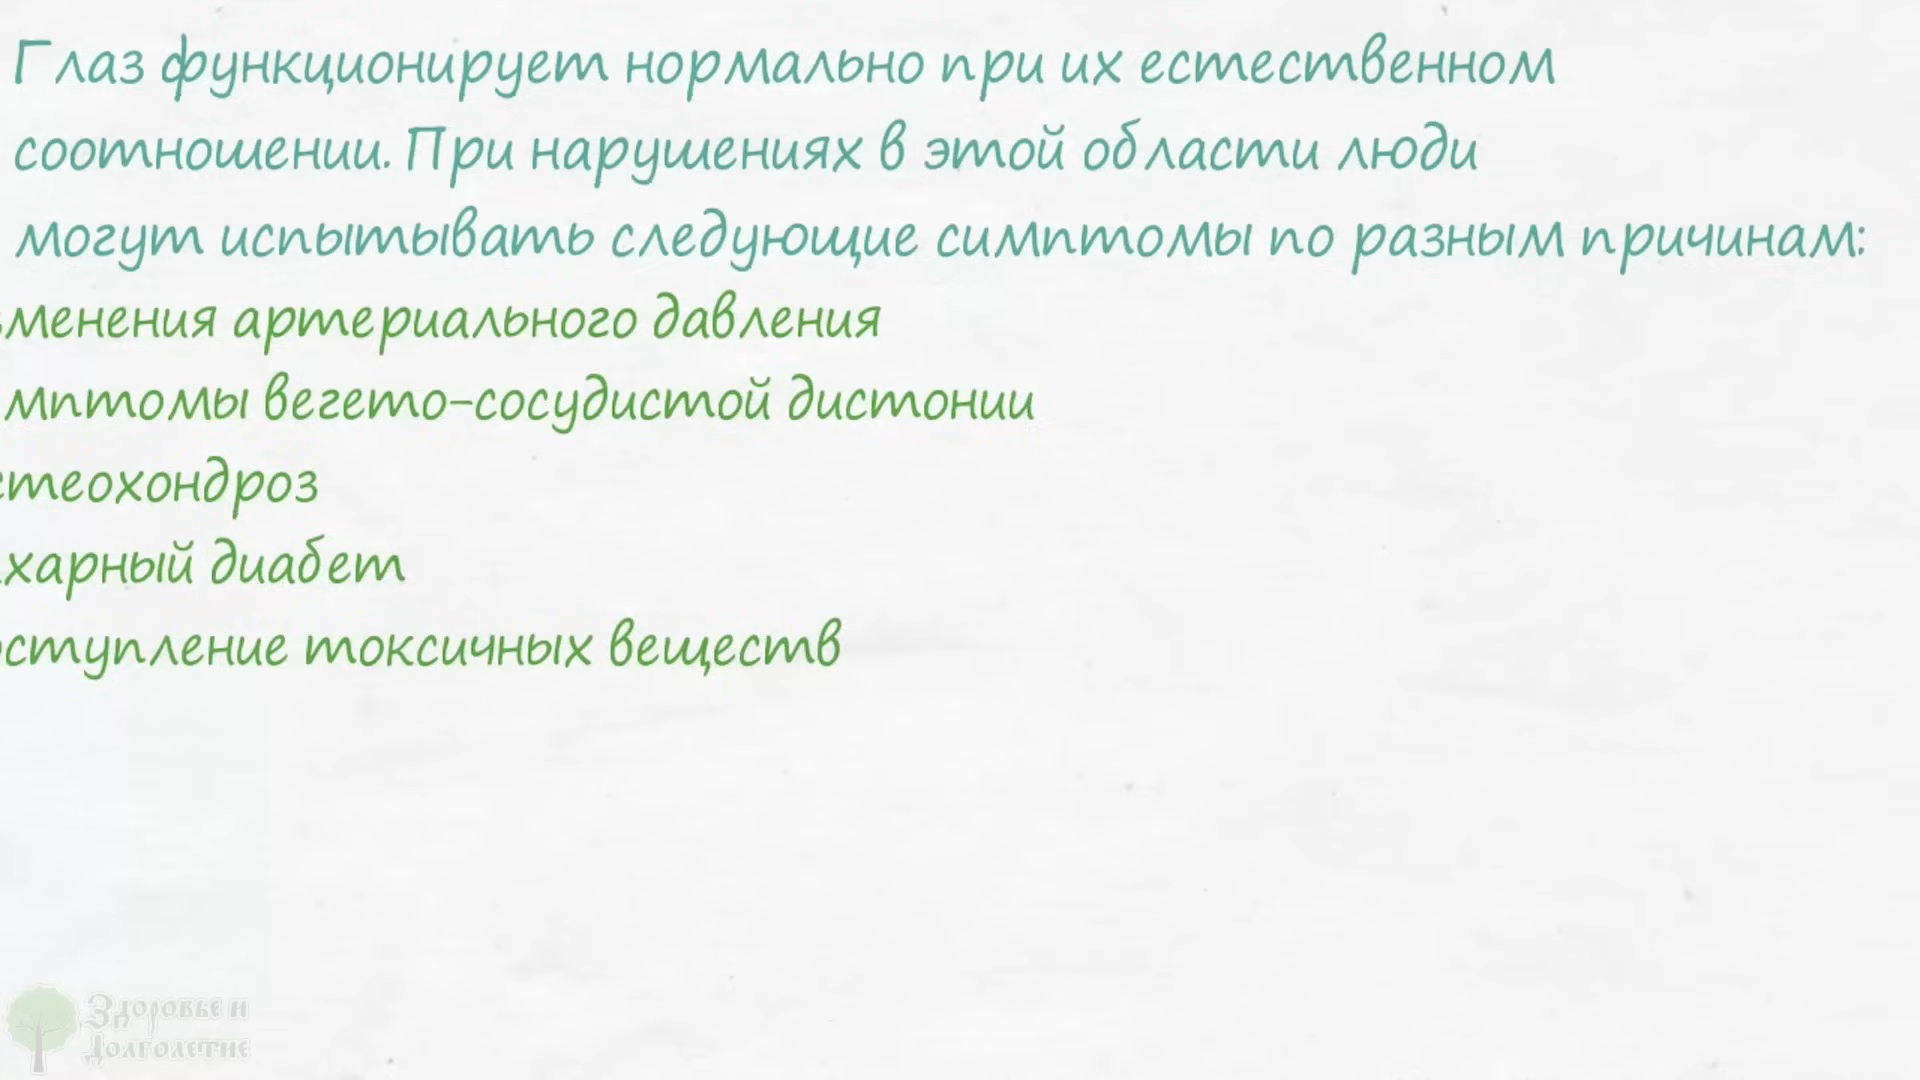 Глаз функционирует нормально при их естественном
соотношении. При нарушениях в этой области люди
могут испытывать следующие симптомы по разным причинам:
зменения артериального давления
мптомы вегето-сосудистой дистонии
стеохондроз
харный диабет
оступление токсичных веществ
Здоровье и
Долголетие